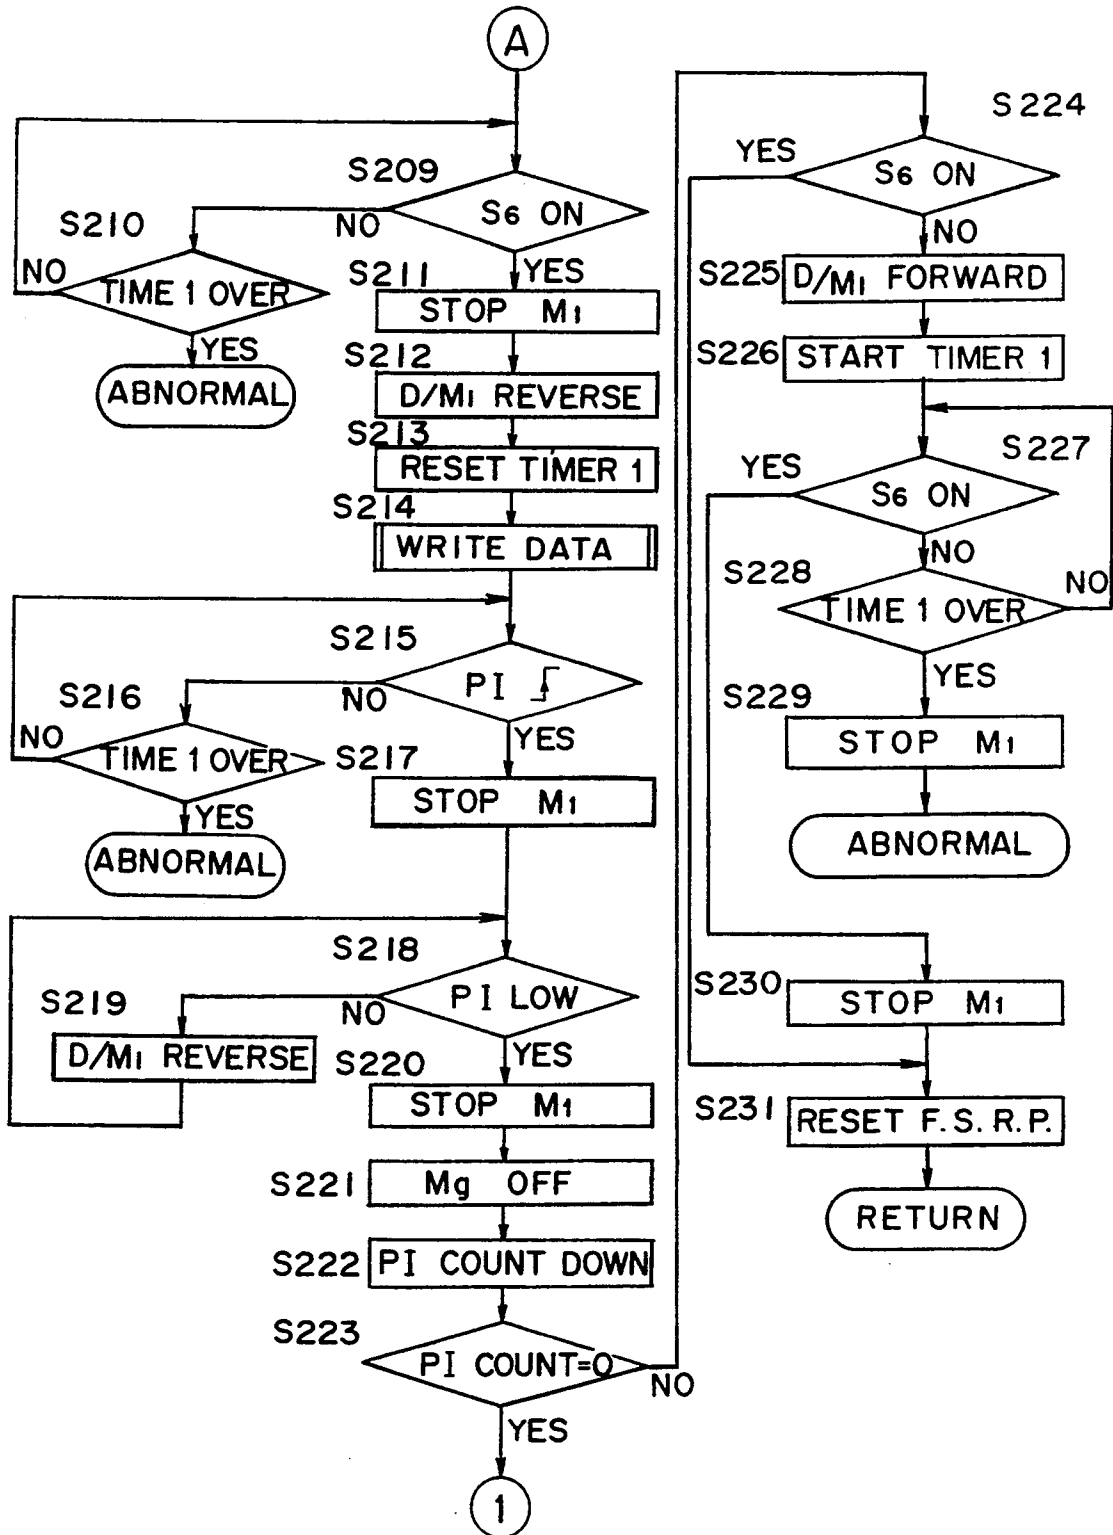 A
S209
S6 ON
NO
YES
S210
TIME 1 OVER
NO
YES
ABNORMAL
S211
STOP M1
S212
D/M1 REVERSE
S213
RESET TIMER 1
S214
WRITE DATA
S215
PI
NO
YES
S216
TIME 1 OVER
NO
YES
ABNORMAL
S217
STOP M1
S218
PI LOW
NO
YES
S219
D/M1 REVERSE
S220
STOP M1
S221
Mg OFF
S222
PI COUNT DOWN
S223
PI COUNT=0
NO
YES
1
S224
S6 ON
YES
NO
S225
D/M1 FORWARD
S226
START TIMER 1
S227
S6 ON
YES
NO
S228
TIME 1 OVER
NO
YES
S229
STOP M1
ABNORMAL
S230
STOP M1
S231
RESET F.S.R.P.
RETURN